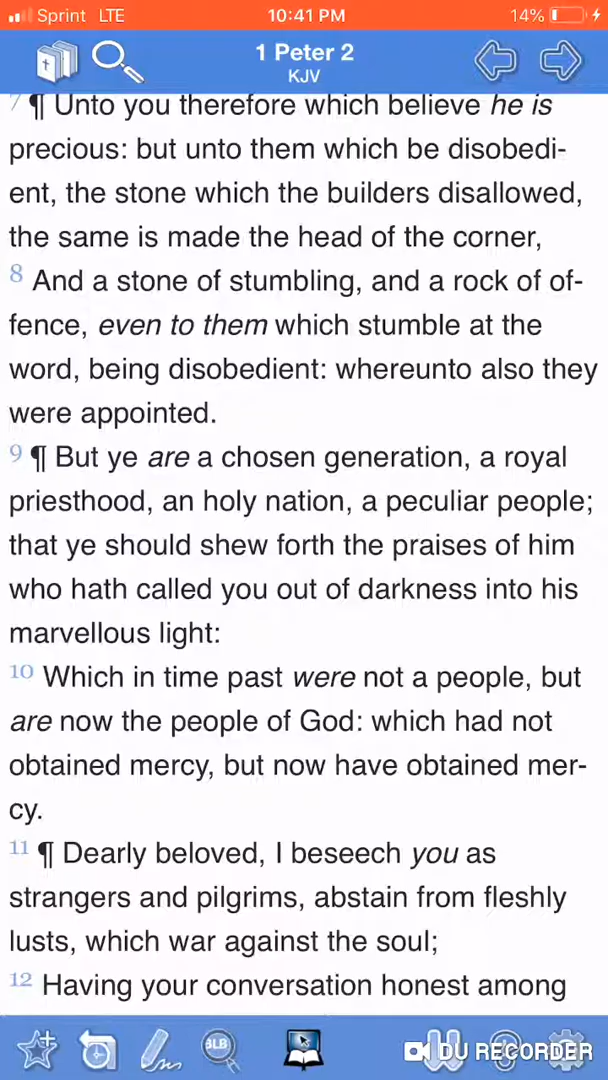 Sprint LTE 10:41 PM 14%
1 Peter 2
KJV
7 ¶ Unto you therefore which believe he is
precious: but unto them which be disobedi-
ent, the stone which the builders disallowed,
the same is made the head of the corner,
8 And a stone of stumbling, and a rock of of-
fence, even to them which stumble at the
word, being disobedient: whereunto also they
were appointed.
9 ¶ But ye are a chosen generation, a royal
priesthood, an holy nation, a peculiar people;
that ye should shew forth the praises of him
who hath called you out of darkness into his
marvellous light:
10 Which in time past were not a people, but
are now the people of God: which had not
obtained mercy, but now have obtained mer-
cy.
11 ¶ Dearly beloved, I beseech you as
strangers and pilgrims, abstain from fleshly
lusts, which war against the soul;
12 Having your conversation honest among
BLB
DU RECORDER